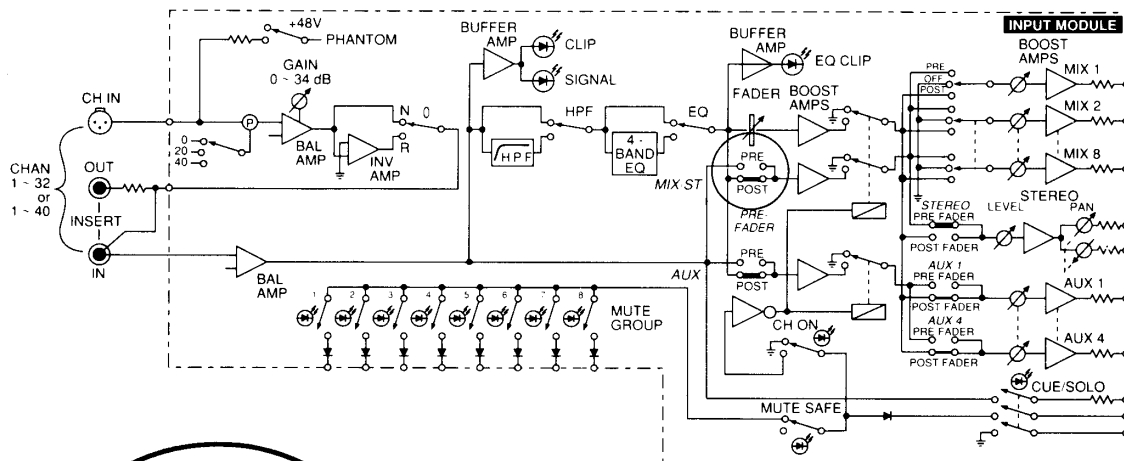 INPUT MODULE
+48V
PHANTOM
BUFFER
AMP
CLIP
SIGNAL
BUFFER
AMP
EQ CLIP
BOOST
AMPS
MIX 1
GAIN
0 ~ 34 dB
CH IN
P
0
20
40
BAL
AMP
INV
AMP
N
0
R
HPF
HPF
EQ
4 -
BAND
EQ
FADER
BOOST
AMPS
PRE
OFF
POST
MIX 2
MIX 8
CHAN
1 ~ 32
or
1 ~ 40
OUT
INSERT
IN
MIX-ST
PRE
POST
PRE-
FADER
STEREO
PRE FADER
POST FADER
LEVEL
STEREO
PAN
BAL
AMP
AUX
PRE
POST
AUX 1
PRE FADER
POST FADER
AUX 1
AUX 4
PRE FADER
POST FADER
AUX 4
1
2
3
4
5
6
7
8
MUTE
GROUP
CH ON
MUTE SAFE
CUE/SOLO